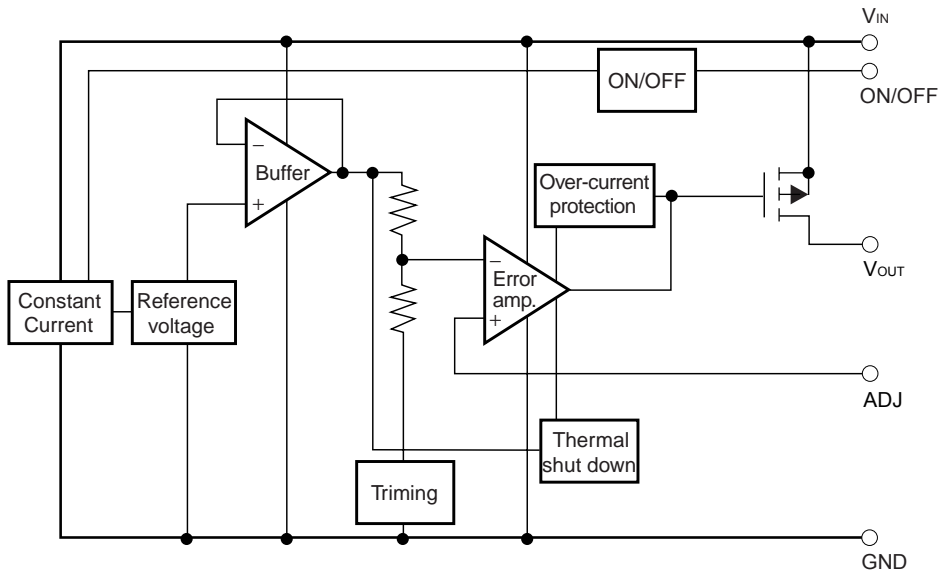 VIN
ON/OFF
ON/OFF
−
Buffer
+
Over-current
protection
−
Error
amp.
+
VOUT
Constant
Current
Reference
voltage
ADJ
Thermal
shut down
Triming
GND